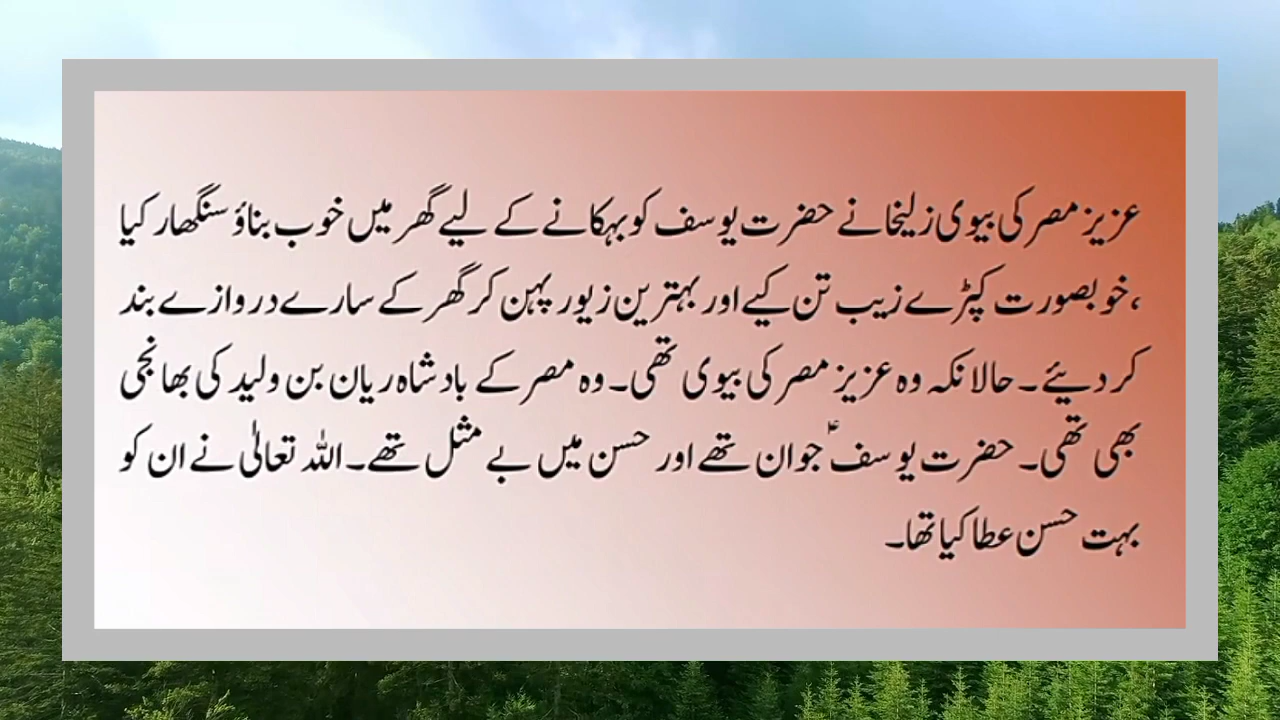 عزیز مصر کی بیوی زلیخا نے حضرت یوسف کو بہکانے کے لیے گھر میں خوب بناؤ سنگھار کیا
،خوبصورت کپڑے زیب تن کیے اور بہترین زیور پہن کر گھر کے سارے دروازے بند
کر دیئے۔ حالانکہ وہ عزیز مصر کی بیوی تھی۔ وہ مصر کے بادشاہ ریان بن ولید کی بھانجی
بھی تھی۔ حضرت یوسفؑ جوان تھے اور حسن میں بے مثل تھے۔ اللہ تعالیٰ نے ان کو
بہت حسن عطا کیا تھا۔